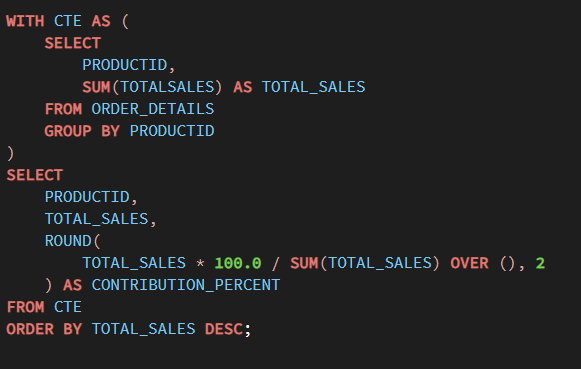 WITH CTE AS (
    SELECT
        PRODUCTID,
        SUM(TOTALSALES) AS TOTAL_SALES
    FROM ORDER_DETAILS
    GROUP BY PRODUCTID
)
SELECT
    PRODUCTID,
    TOTAL_SALES,
    ROUND(
        TOTAL_SALES * 100.0 / SUM(TOTAL_SALES) OVER (), 2
    ) AS CONTRIBUTION_PERCENT
FROM CTE
ORDER BY TOTAL_SALES DESC;